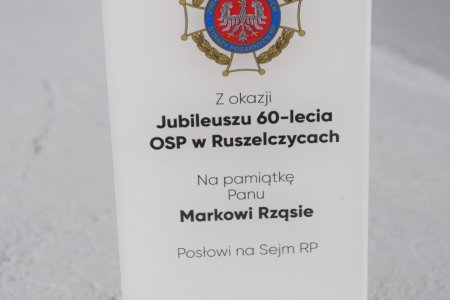 Z okazji
Jubileuszu 60-lecia
OSP w Ruszelczycach
Na pamiątkę
Panu
Markowi Rząsie
Posłowi na Sejm RP